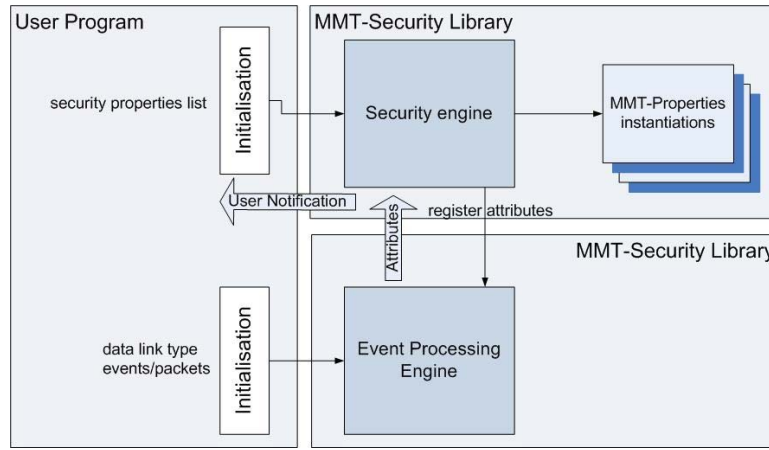 User Program
MMT-Security Library
security properties list
Initialisation
Security engine
MMT-Properties
instantiations
User Notification
Attributes
register attributes
MMT-Security Library
data link type
events/packets
Initialisation
Event Processing
Engine